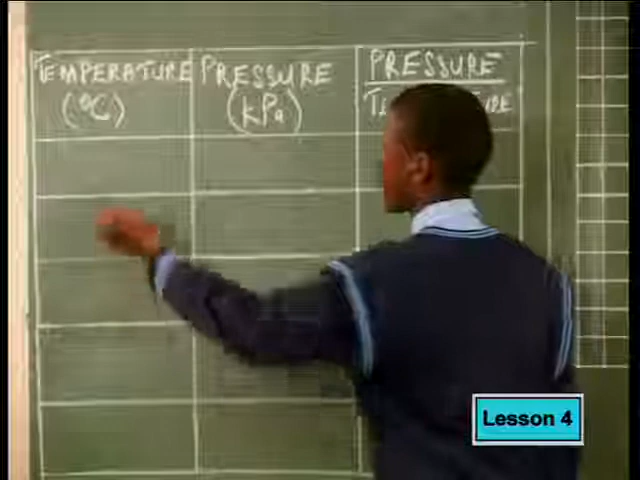 TEMPERATURE
(°C)
PRESSURE
(kPa)
PRESSURE
Lesson 4